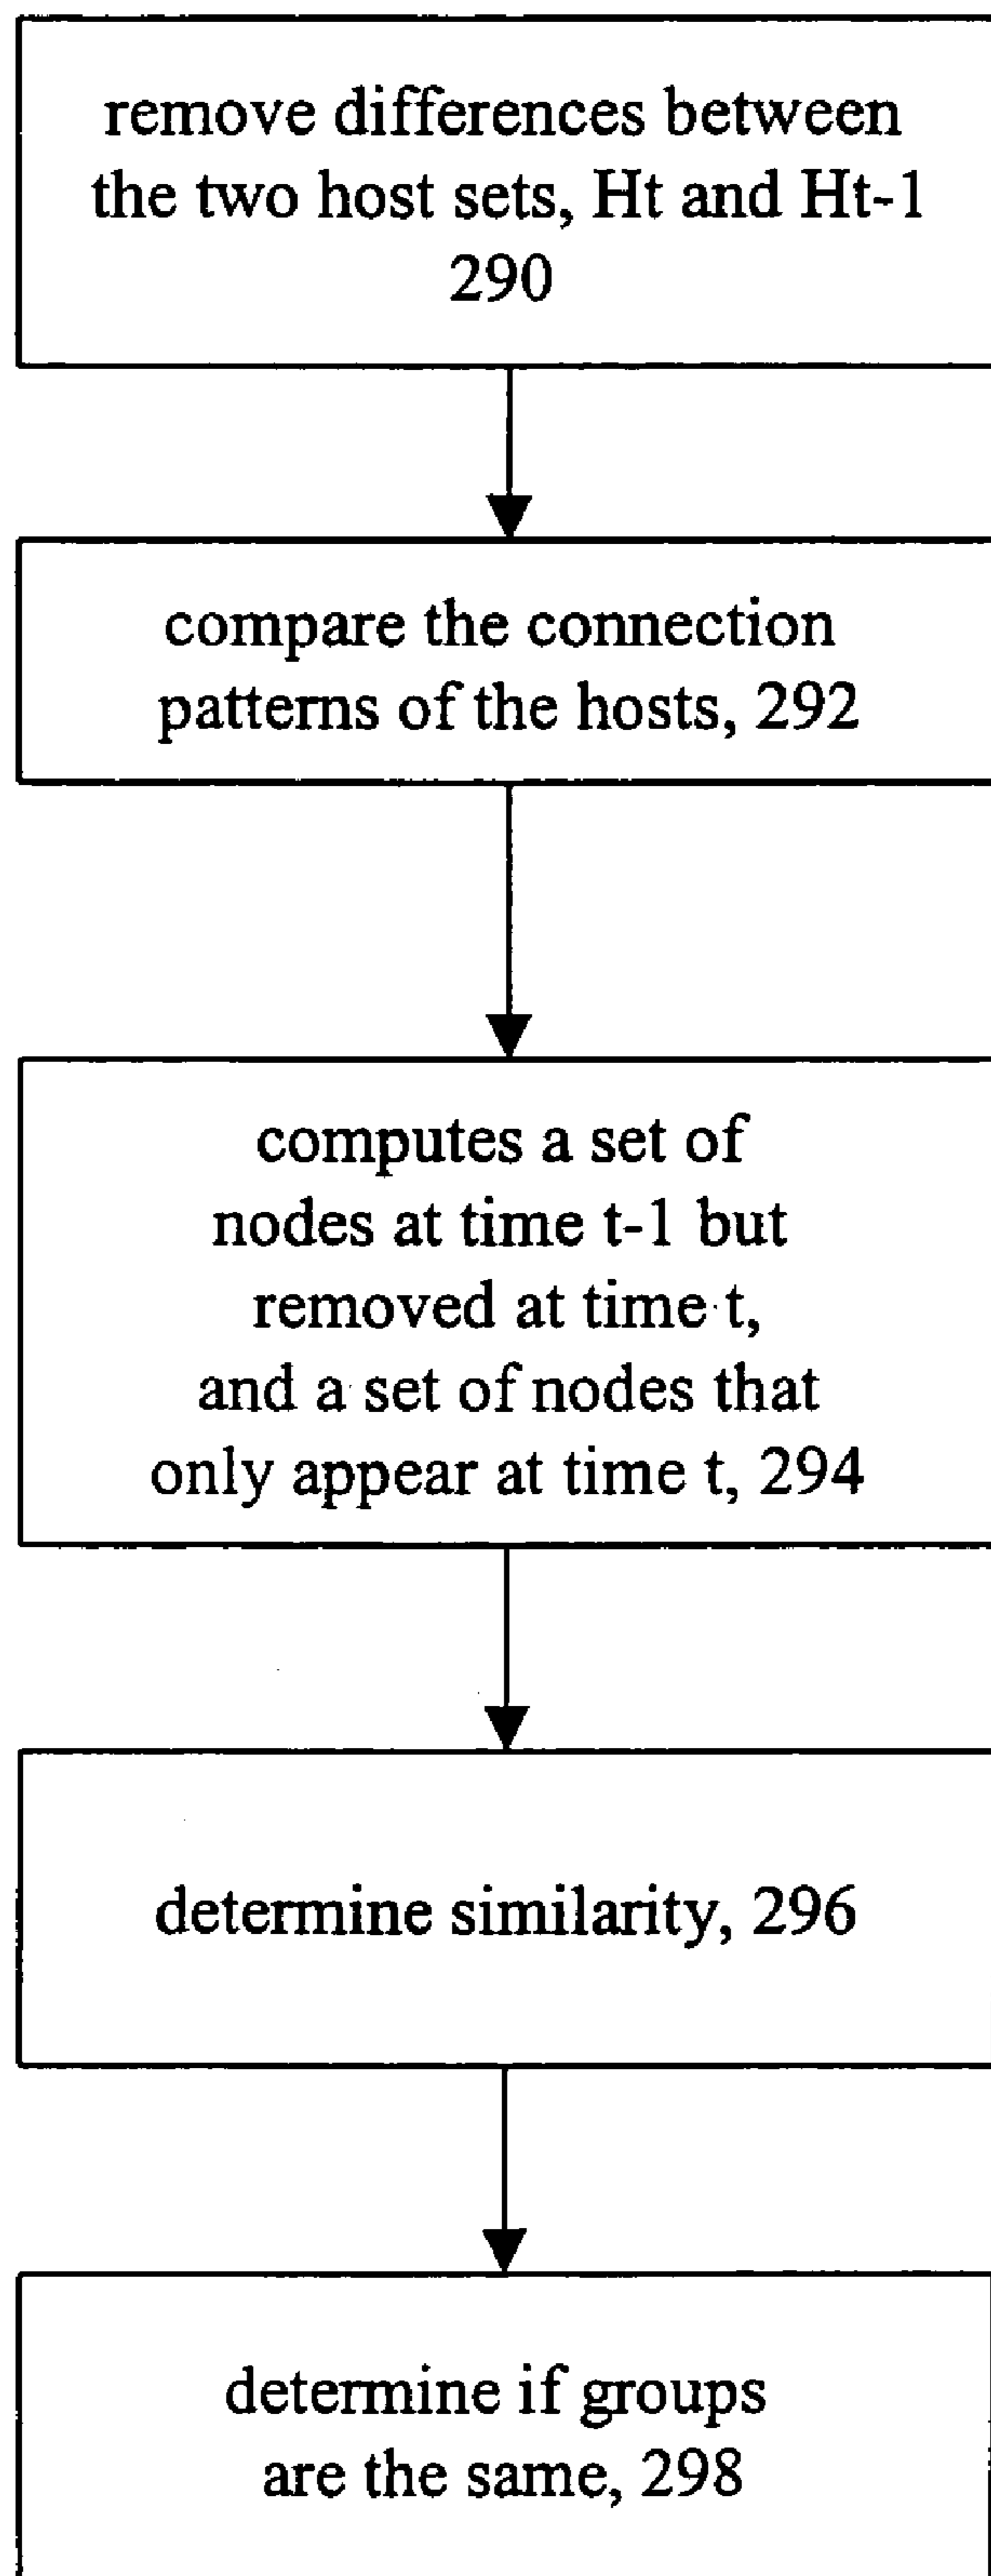 remove differences between
the two host sets, Ht and Ht-1
290
compare the connection
patterns of the hosts, 292
computes a set of
nodes at time t-1 but
removed at time t,
and a set of nodes that
only appear at time t, 294
determine similarity, 296
determine if groups
are the same, 298